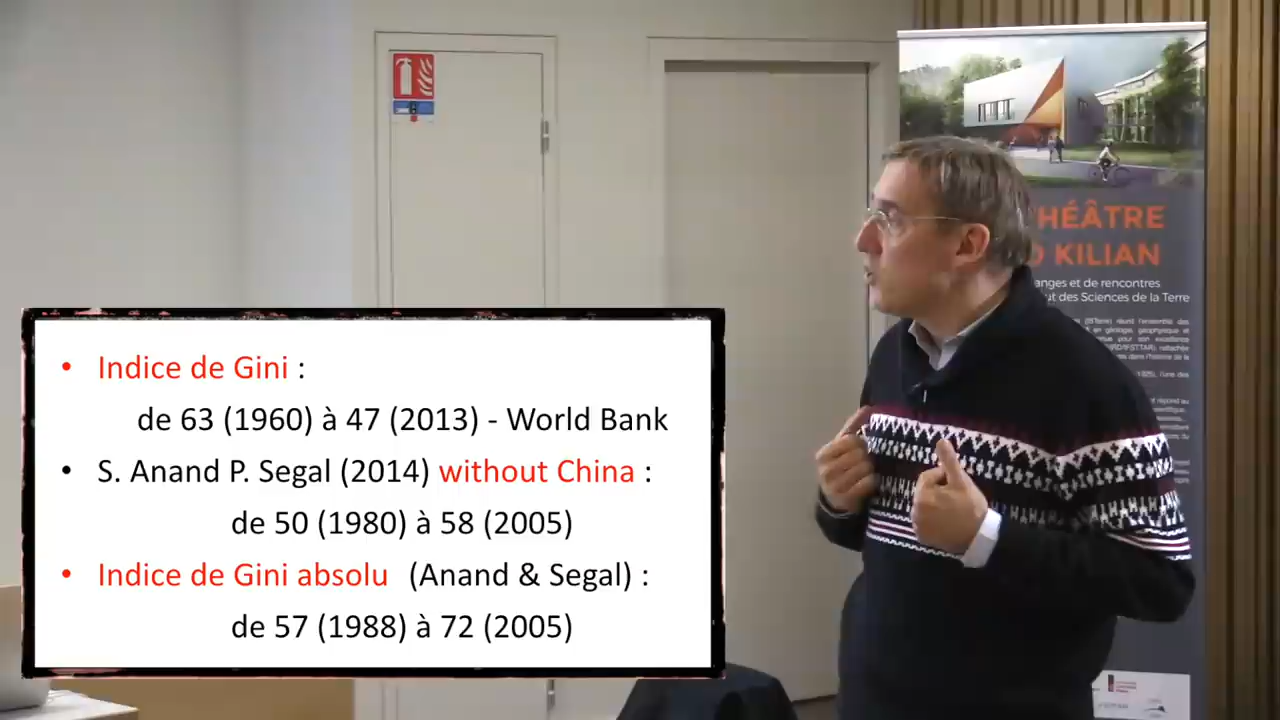 Indice de Gini :
de 63 (1960) à 47 (2013) - World Bank
S. Anand P. Segal (2014) without China :
de 50 (1980) à 58 (2005)
Indice de Gini absolu (Anand & Segal) :
de 57 (1988) à 72 (2005)
HÉÂTRE
KILIAN
anges et de rencontres
ut des Sciences de la Terre